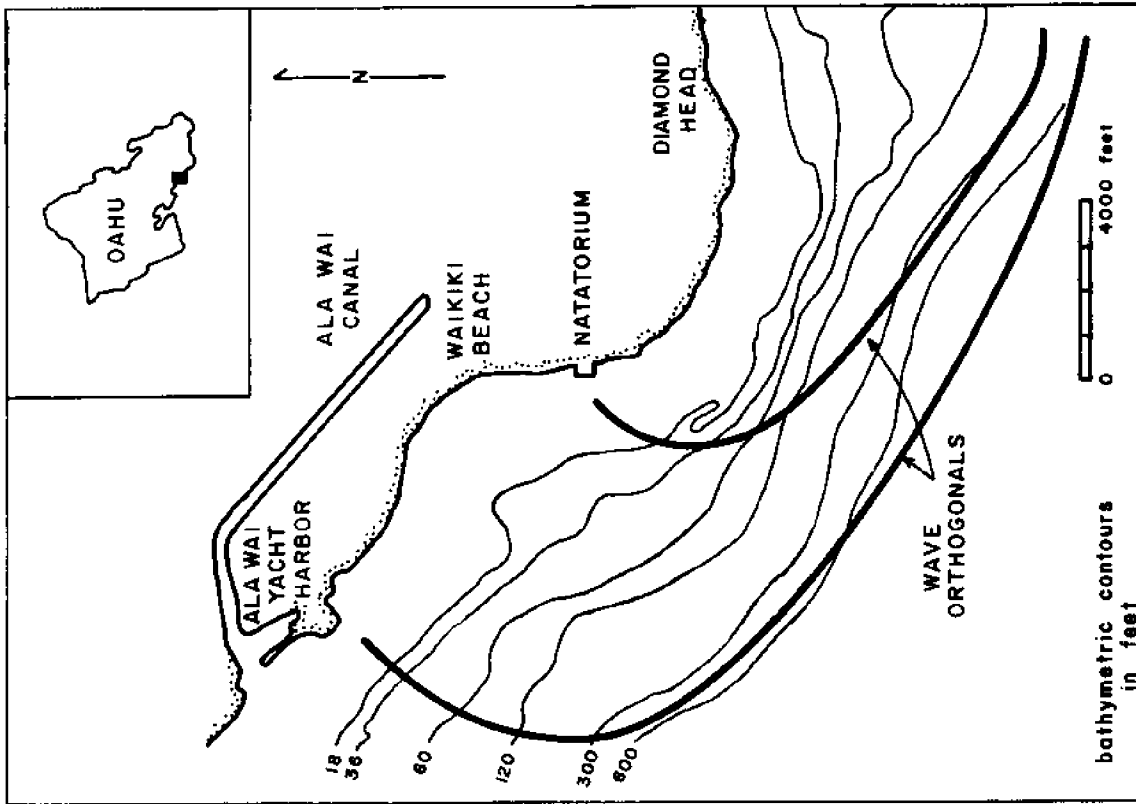 OAHU
N
ALA WAI
CANAL
WAIKIKI
BEACH
NATATORIUM
DIAMOND
HEAD
ALA WAI
YACHT
HARBOR
18
36
60
120
300
600
WAVE
ORTHOGONALS
0 4000 feet
bathymetric contours
in feet